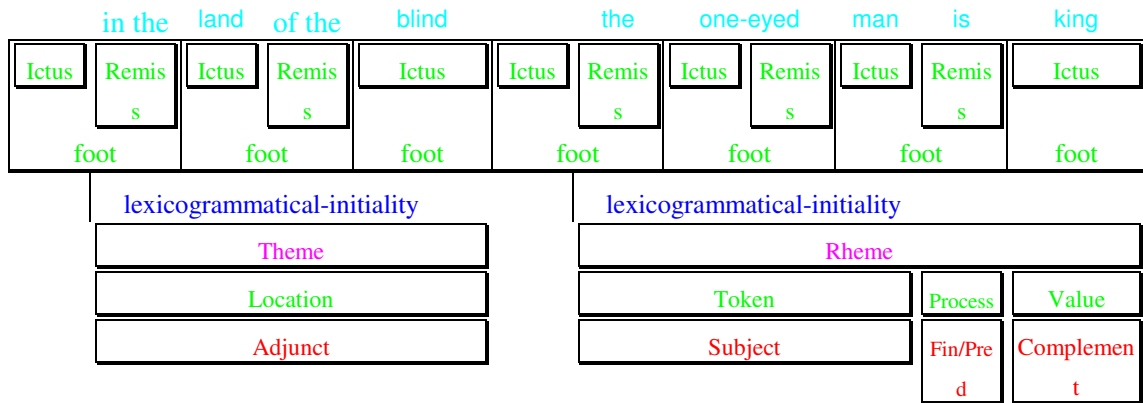 in the land of the blind the one-eyed man is king
Ictus Remis Ictus Remis Ictus Ictus Remis Ictus Remis Ictus Remis Ictus
s s s s s
foot foot foot foot foot foot foot
lexicogrammatical-initiality lexicogrammatical-initiality
Theme Rheme
Location Token Process Value
Adjunct Subject Fin/Pre Complemen
d t